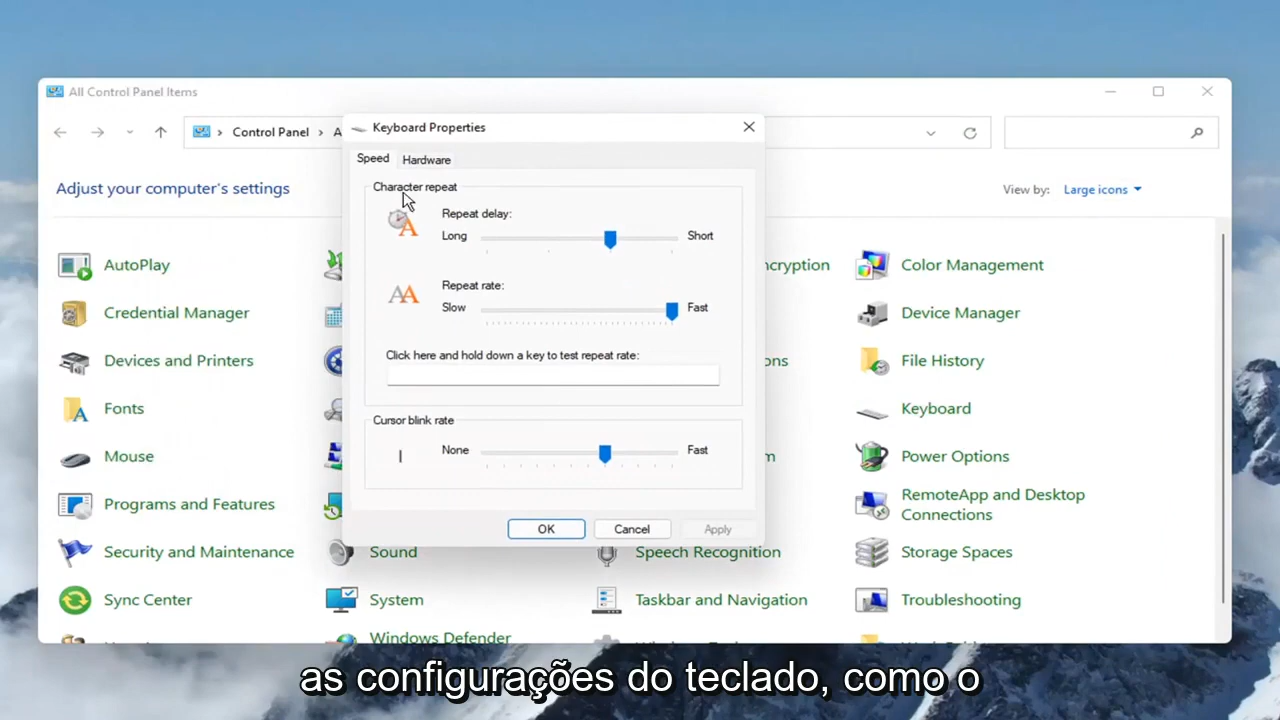 All Control Panel Items
Control Panel
Keyboard Properties
Speed
Hardware
Adjust your computer's settings
View by:
Large icons
Character repeat
Repeat delay:
Long
Short
Repeat rate:
Slow
Fast
Click here and hold down a key to test repeat rate:
Cursor blink rate
None
Fast
OK
Cancel
Apply
AutoPlay
Color Management
Credential Manager
Device Manager
Devices and Printers
File History
Fonts
Keyboard
Mouse
Power Options
Programs and Features
RemoteApp and Desktop
Connections
Security and Maintenance
Sound
Speech Recognition
Storage Spaces
Sync Center
System
Taskbar and Navigation
Troubleshooting
Windows Defender
as configurações do teclado, como o